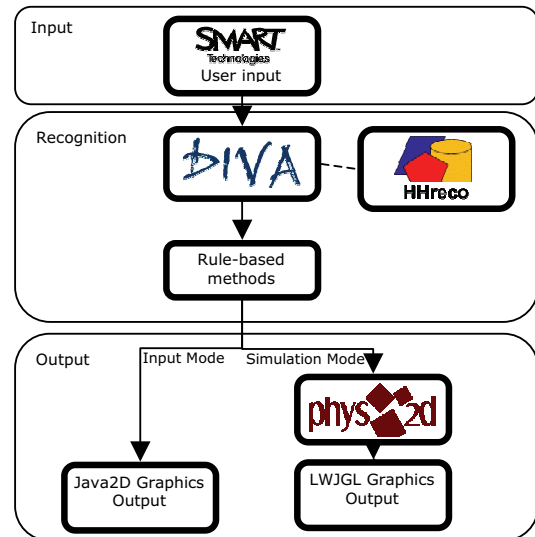 Input
SMART
Technologies
User input
Recognition
DIVA
HHreco
Rule-based
methods
Output
Input Mode
Simulation Mode
phys2d
Java2D Graphics
Output
LWJGL Graphics
Output